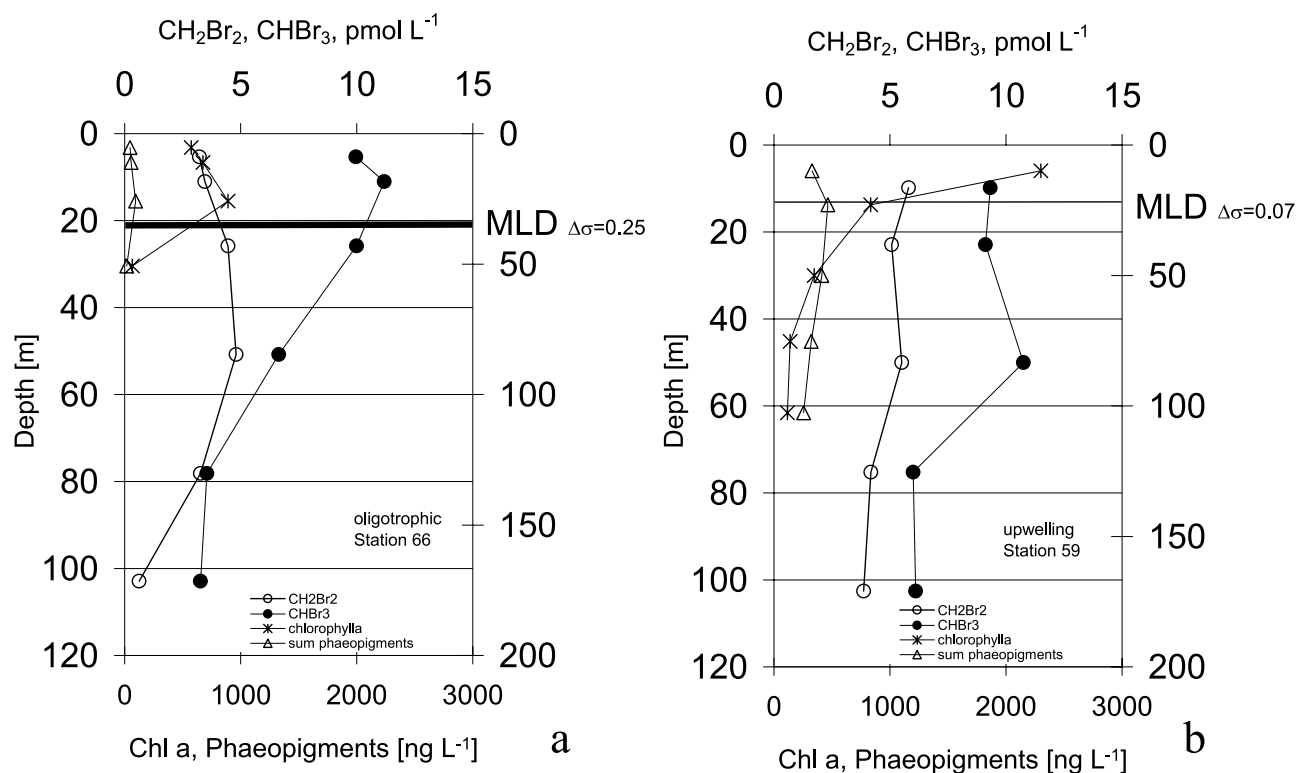 CH₂Br₂, CHBr₃, pmol L⁻¹
0 5 10 15
0
20
40
60
80
100
120
Depth [m]
0
50
100
150
200
MLD Δσ=0.25
oligotrophic
Station 66
CH2Br2
CHBr3
chlorophylla
sum phaeopigments
0 1000 2000 3000
Chl a, Phaeopigments [ng L⁻¹]
a
CH₂Br₂, CHBr₃, pmol L⁻¹
0 5 10 15
0
20
40
60
80
100
120
Depth [m]
0
50
100
150
200
MLD Δσ=0.07
upwelling
Station 59
CH2Br2
CHBr3
chlorophylla
sum phaeopigments
0 1000 2000 3000
Chl a, Phaeopigments [ng L⁻¹]
b